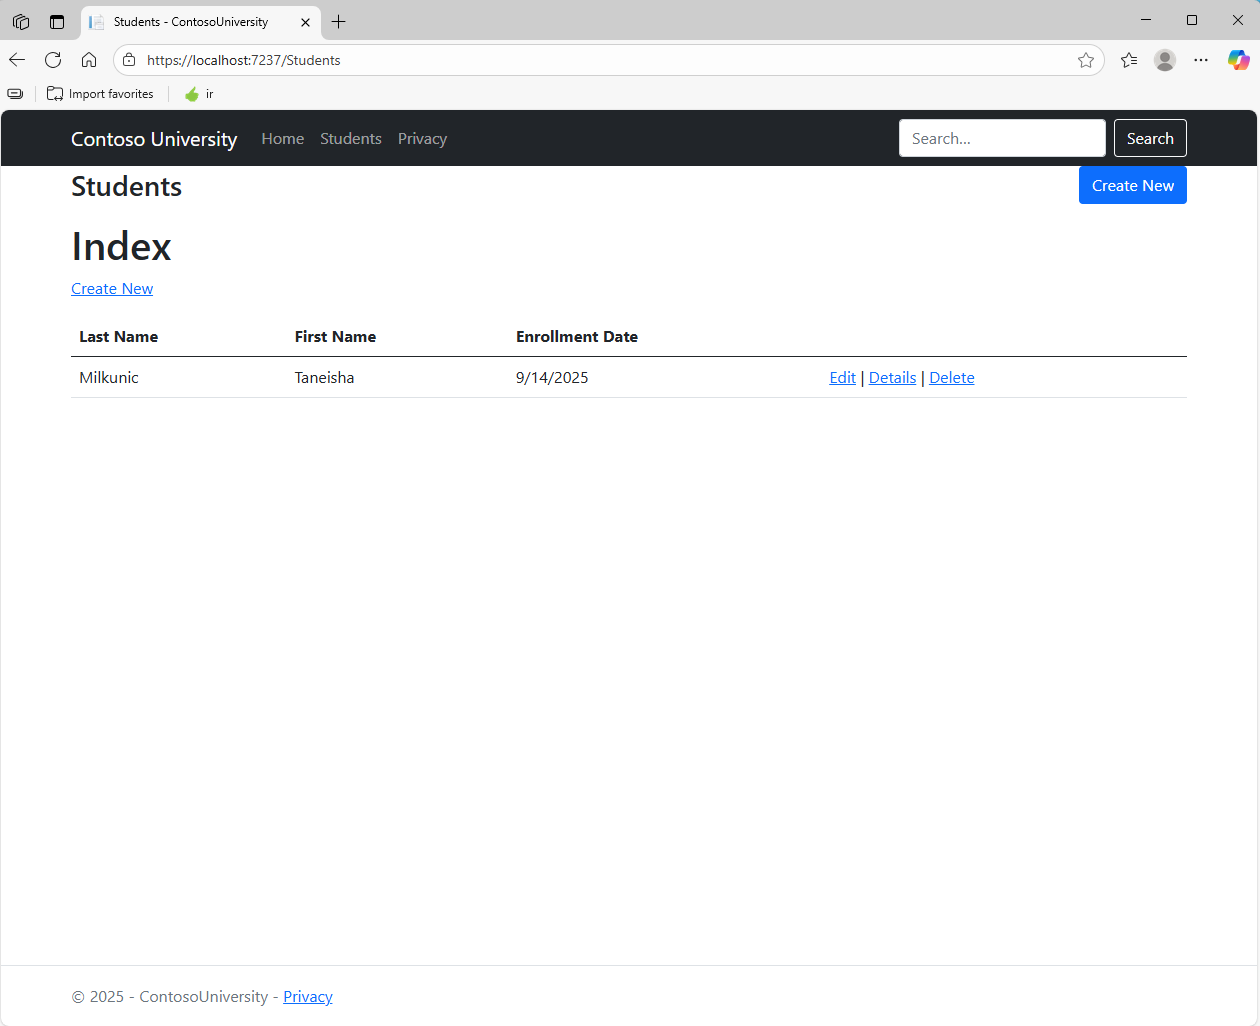 Students - ContosoUniversity
https://localhost:7237/Students
Import favorites ir
Contoso University Home Students Privacy Search... Search
Students Create New
Index
Create New
Last Name First Name Enrollment Date
Milkunic Taneisha 9/14/2025 Edit | Details | Delete
© 2025 - ContosoUniversity - Privacy